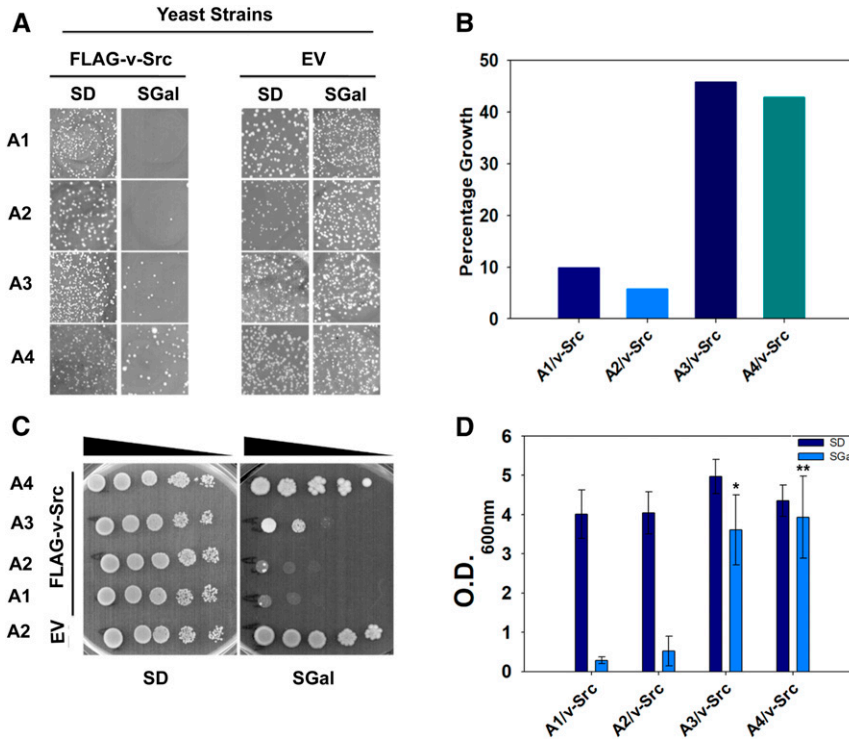 A
Yeast Strains
FLAG-v-Src
EV
SD
SGal
SD
SGal
A1
A2
A3
A4
B
Percentage Growth
50
40
30
20
10
0
A1/v-Src
A2/v-Src
A3/v-Src
A4/v-Src
C
A4
A3
A2
A1
A2
FLAG-v-Src
EV
SD
SGal
D
O.D. 600nm
6
5
4
3
2
1
0
SD
SGa
*
**
A1/v-Src
A2/v-Src
A3/v-Src
A4/v-Src